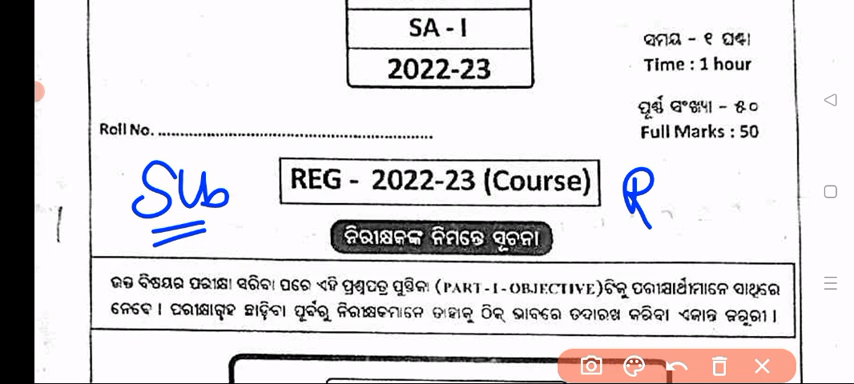 SA - I
2022-23
ସମୟ - ୧ ଘଣ୍ଟା
Time : 1 hour
ପୂର୍ଣ୍ଣ ସଂଖ୍ୟା - ୫୦
Full Marks : 50
Roll No. ................................................................
Sub
REG - 2022-23 (Course)
R
ନିରୀକ୍ଷକଙ୍କ ନିମନ୍ତେ ସୂଚନା
ଉକ୍ତ ବିଷୟର ପରୀକ୍ଷା ସରିବା ପରେ ଏହି ପ୍ରଶ୍ନପତ୍ର ପୁସ୍ତିକା (PART - I - OBJECTIVE) ଟିକୁ ପରୀକ୍ଷାର୍ଥୀମାନେ ସାଥିରେ
ନେବେ । ପରୀକ୍ଷାଗୃହ ଛାଡ଼ିବା ପୂର୍ବରୁ ନିରୀକ୍ଷକମାନେ ତାହାକୁ ଠିକ୍ ଭାବରେ ତଦାରଖ କରିବା ଏକାନ୍ତ ଜରୁରୀ ।